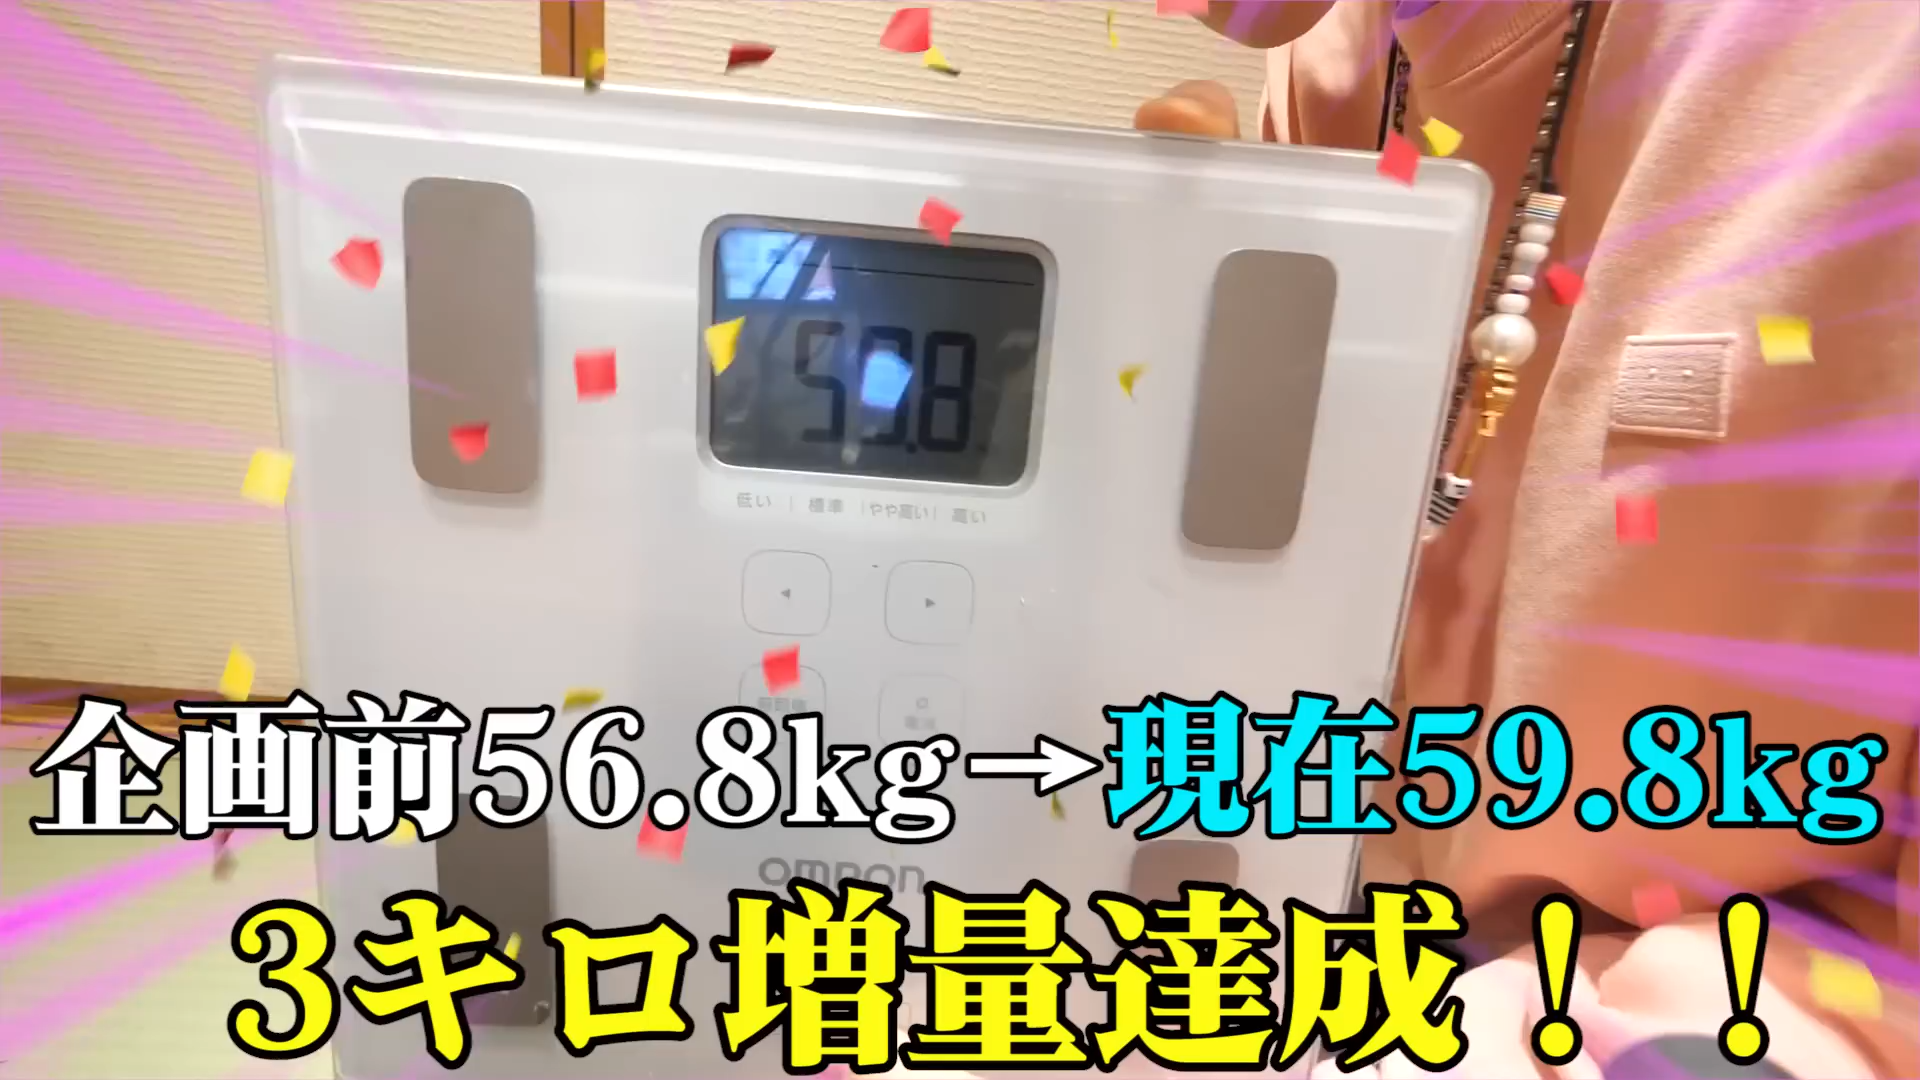 59.8
低い | 標準 | やや高い | 高い
企画前56.8kg→現在59.8kg
OMRON
3キロ増量達成！！